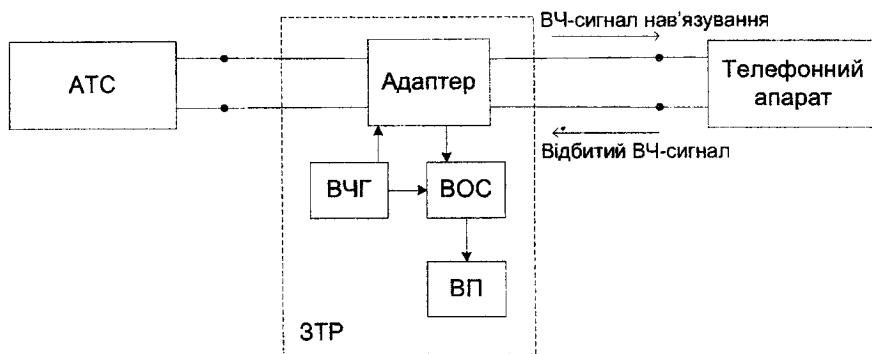 ВЧ-сигнал нав'язування
АТС
Адаптер
Телефонний
апарат
Відбитий ВЧ-сигнал
ВЧГ
ВОС
ВП
ЗТР